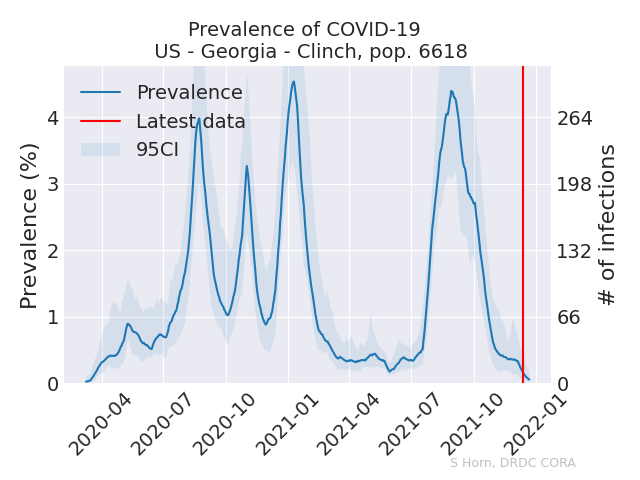 Prevalence of COVID-19
US - Georgia - Clinch, pop. 6618
Prevalence
Latest data
95CI
Prevalence (%)
4
3
2
1
0
264
198
132
66
0
# of infections
2020-04
2020-07
2020-10
2021-01
2021-04
2021-07
2021-10
2022-01
S Horn, DRDC CORA